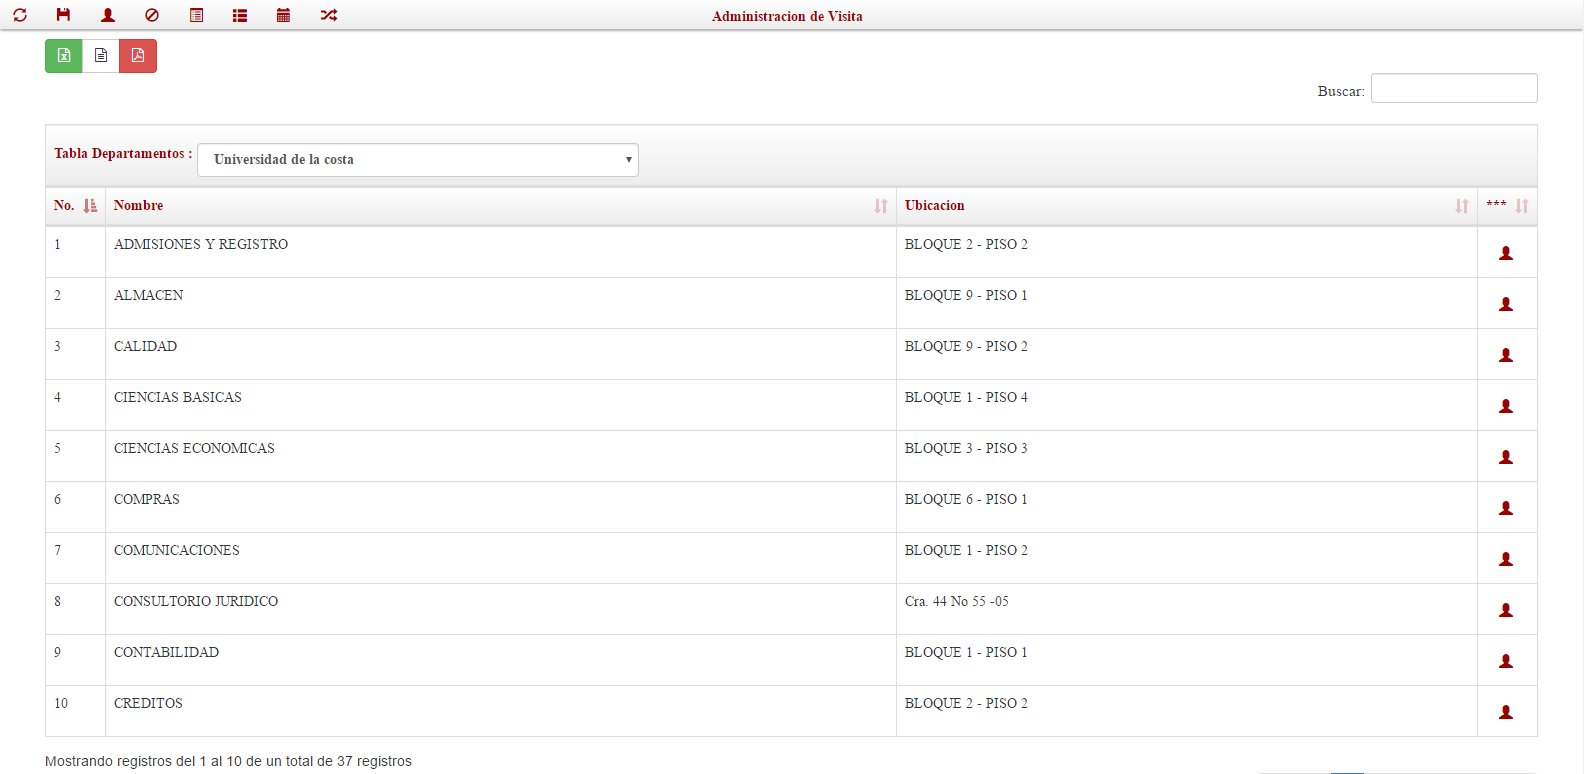 Administracion de Visita
Buscar:
Tabla Departamentos : Universidad de la costa
No. Nombre Ubicacion ***
1 ADMISIONES Y REGISTRO BLOQUE 2 - PISO 2
2 ALMACEN BLOQUE 9 - PISO 1
3 CALIDAD BLOQUE 9 - PISO 2
4 CIENCIAS BASICAS BLOQUE 1 - PISO 4
5 CIENCIAS ECONOMICAS BLOQUE 3 - PISO 3
6 COMPRAS BLOQUE 6 - PISO 1
7 COMUNICACIONES BLOQUE 1 - PISO 2
8 CONSULTORIO JURIDICO Cra. 44 No 55 -05
9 CONTABILIDAD BLOQUE 1 - PISO 1
10 CREDITOS BLOQUE 2 - PISO 2
Mostrando registros del 1 al 10 de un total de 37 registros